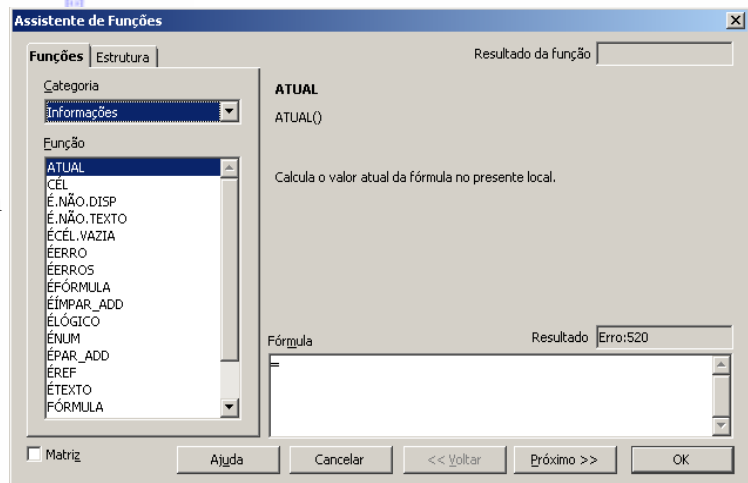 Assistente de Funções
Funções Estrutura
Resultado da função
Categoria
Informações
Função
ATUAL
CÉL
É.NÃO.DISP
É.NÃO.TEXTO
ÉCÉL.VAZIA
ÉERRO
ÉERROS
ÉFÓRMULA
ÉÍMPAR_ADD
ÉLÓGICO
ÉNUM
ÉPAR_ADD
ÉREF
ÉTEXTO
FÓRMULA
ATUAL
ATUAL()
Calcula o valor atual da fórmula no presente local.
Fórmula
Resultado Erro:520
=
Matriz
Ajuda
Cancelar
<< Voltar
Próximo >>
OK